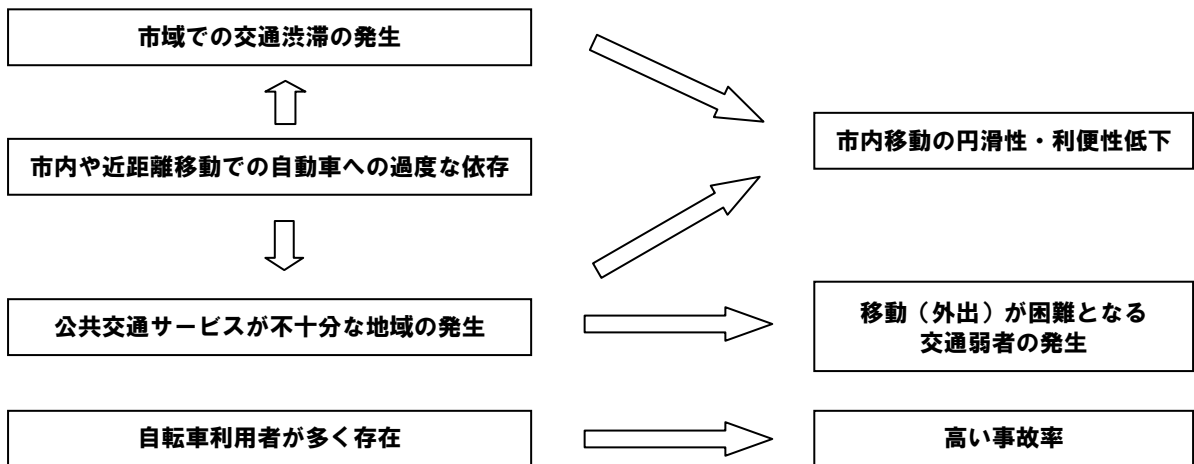 市域での交通渋滞の発生
市内や近距離移動での自動車への過度な依存
市内移動の円滑性・利便性低下
公共交通サービスが不十分な地域の発生
移動（外出）が困難となる
交通弱者の発生
自転車利用者が多く存在
高い事故率